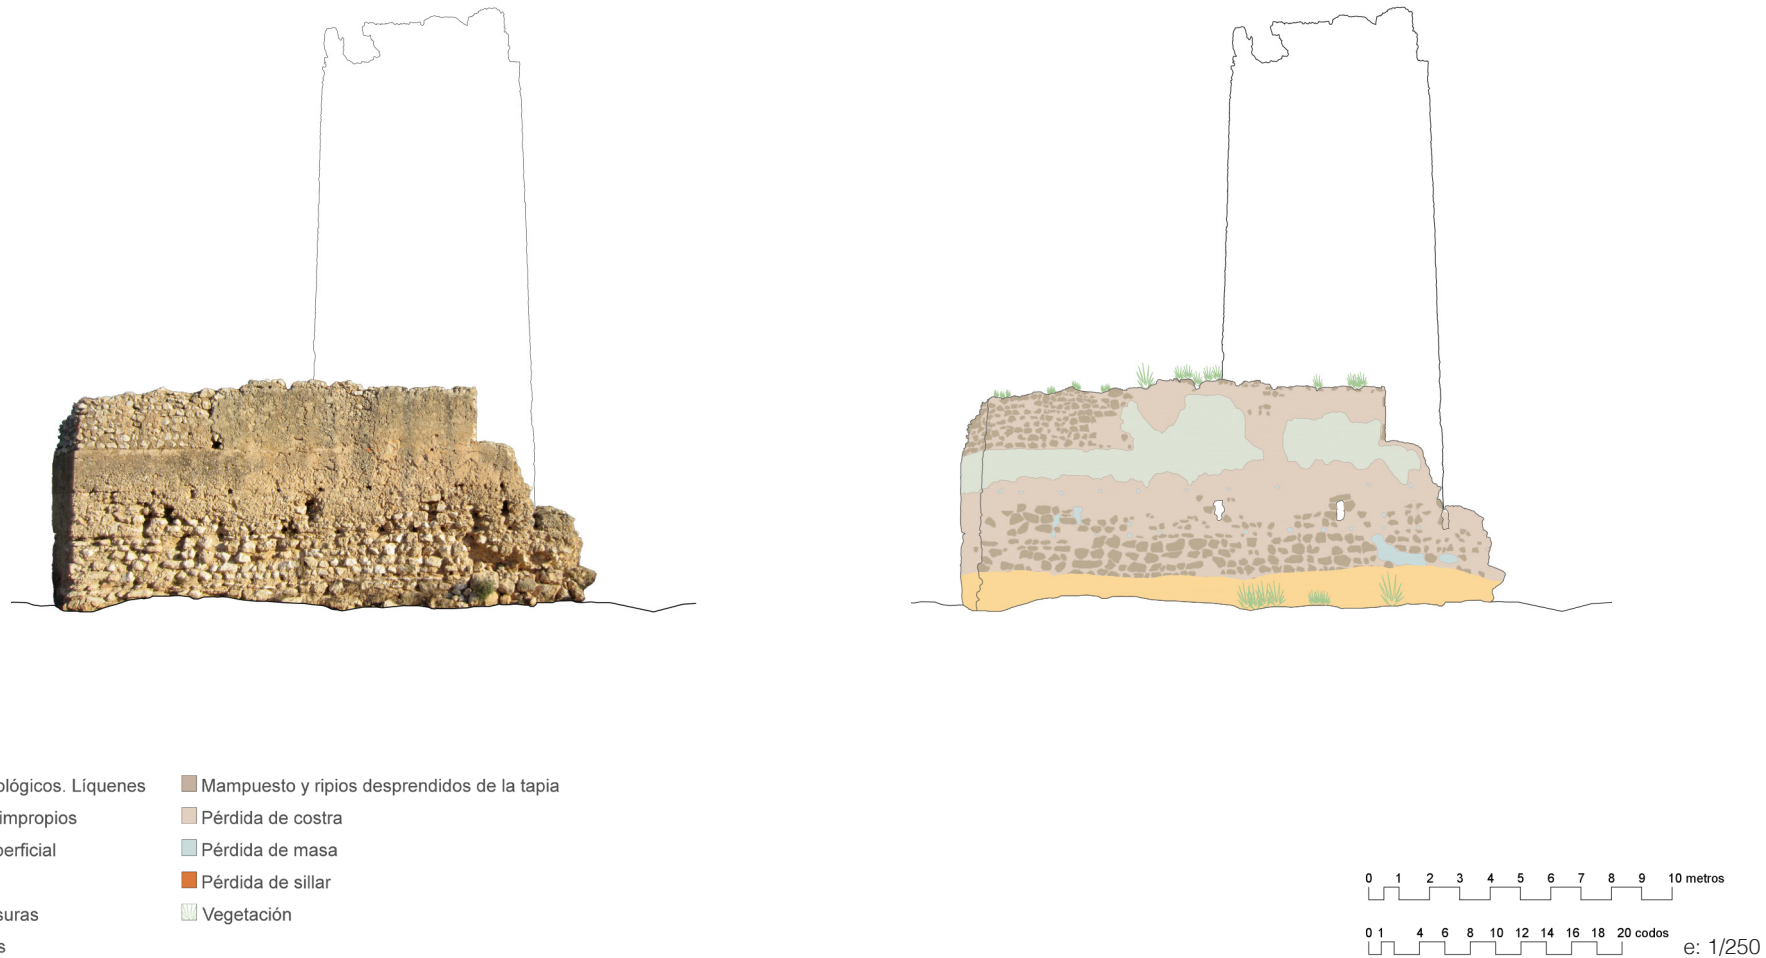 ológicos. Líquenes
impropios
perficial
suras
s
Mampuesto y ripios desprendidos de la tapia
Pérdida de costra
Pérdida de masa
Pérdida de sillar
Vegetación
0 1 2 3 4 5 6 7 8 9 10 metros
0 1 4 6 8 10 12 14 16 18 20 codos
e: 1/250